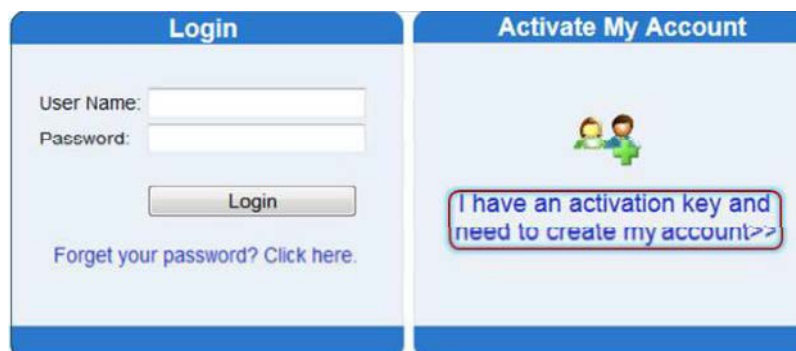 Login
User Name:
Password:
Login
Forget your password? Click here.
Activate My Account
I have an activation key and
need to create my account>>